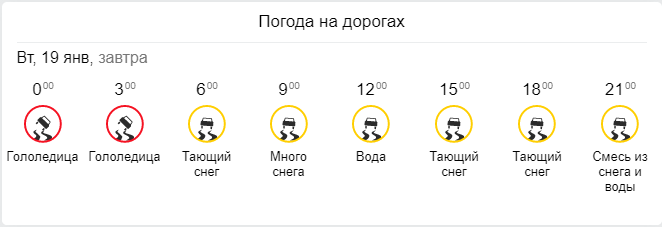 Погода на дорогах
Вт, 19 янв, завтра
0⁰⁰ 3⁰⁰ 6⁰⁰ 9⁰⁰ 12⁰⁰ 15⁰⁰ 18⁰⁰ 21⁰⁰
Гололедица Гололедица Тающий Много Вода Тающий Тающий Смесь из
снег снега снег снег снега и
воды